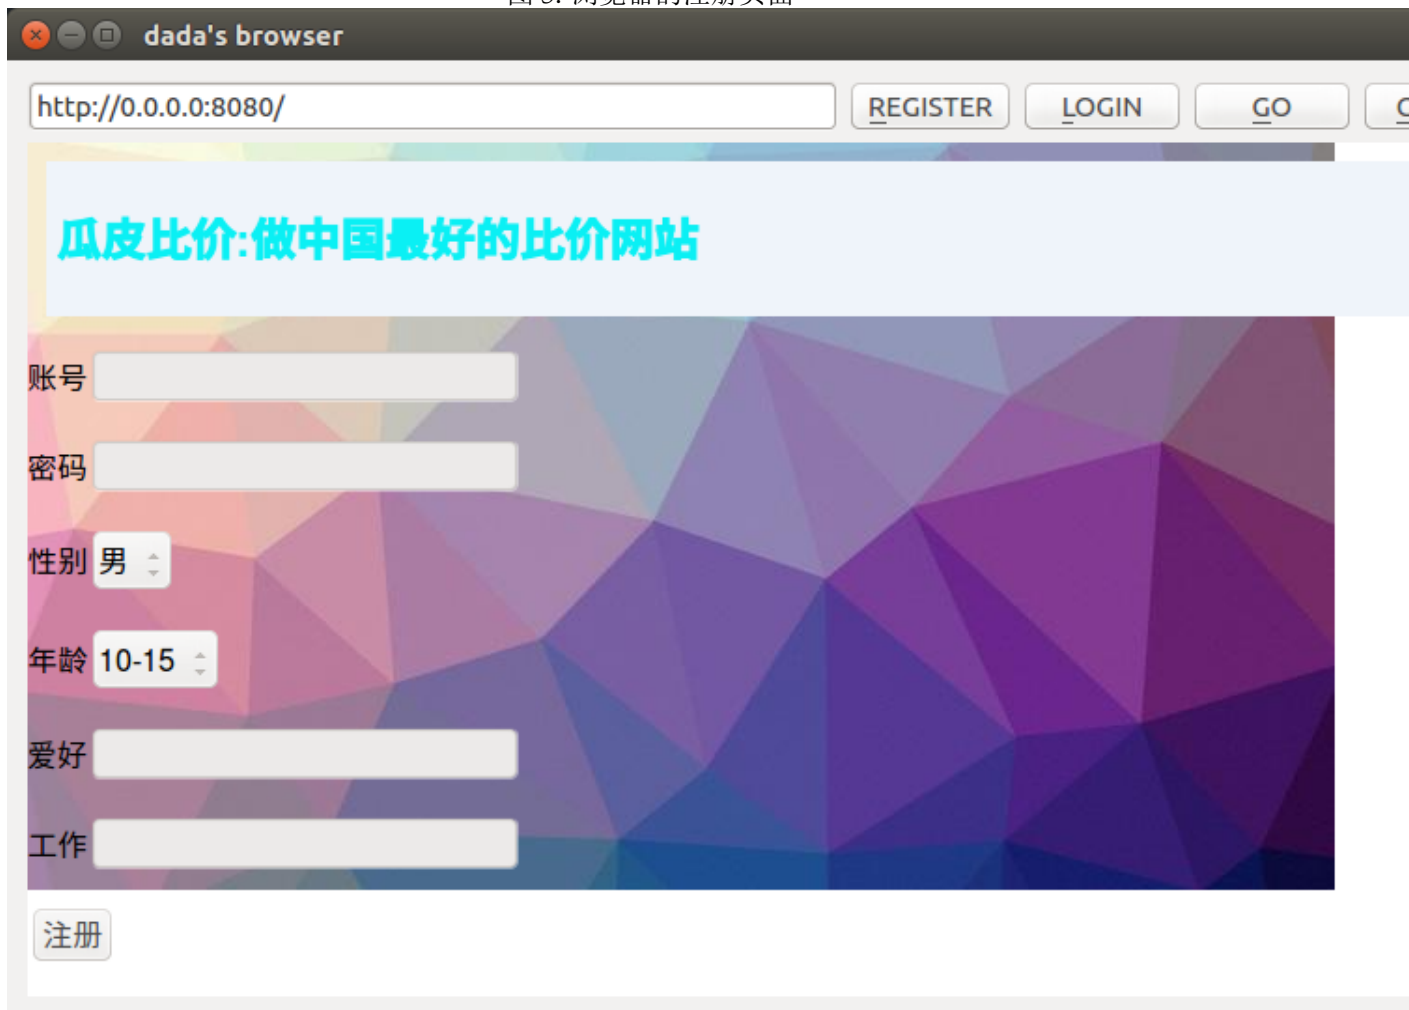 dada's browser
http://0.0.0.0:8080/ REGISTER LOGIN GO
瓜皮比价:做中国最好的比价网站
账号
密码
性别 男
年龄 10-15
爱好
工作
注册